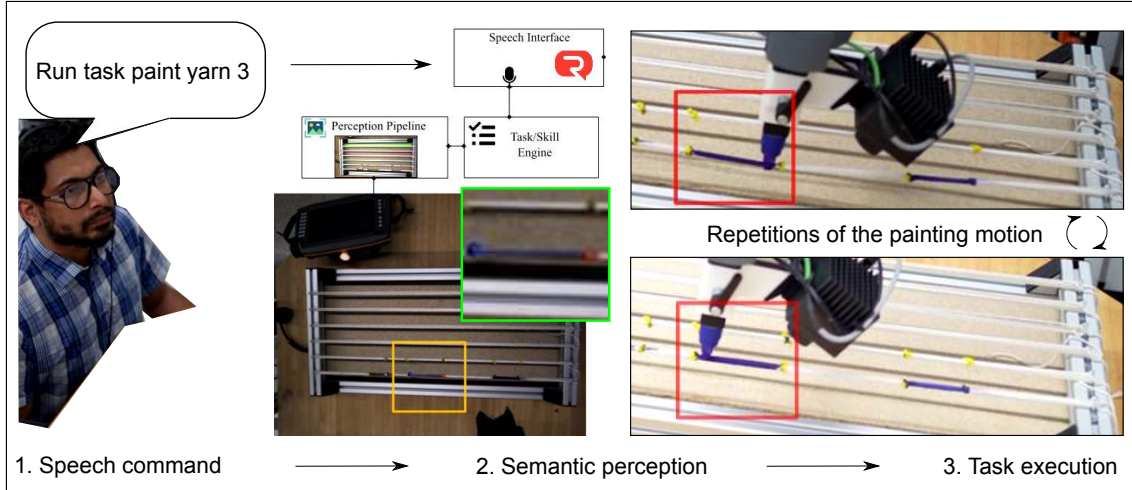 Run task paint yarn 3
Speech Interface
Perception Pipeline
Task/Skill
Engine
Repetitions of the painting motion
1. Speech command
2. Semantic perception
3. Task execution